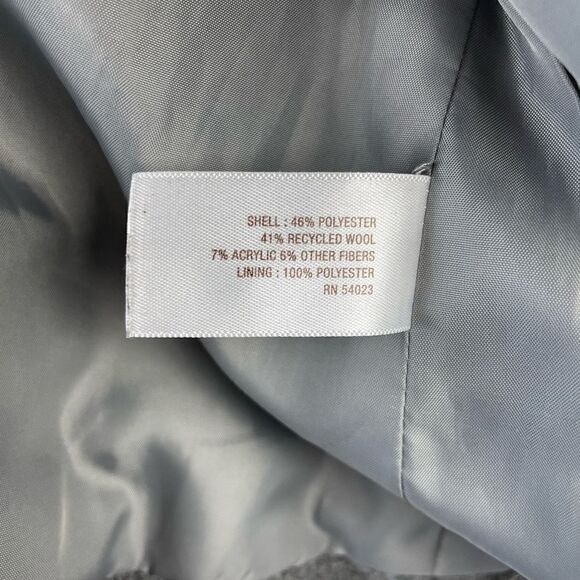 SHELL : 46% POLYESTER
41% RECYCLED WOOL
7% ACRYLIC 6% OTHER FIBERS
LINING : 100% POLYESTER
RN 54023